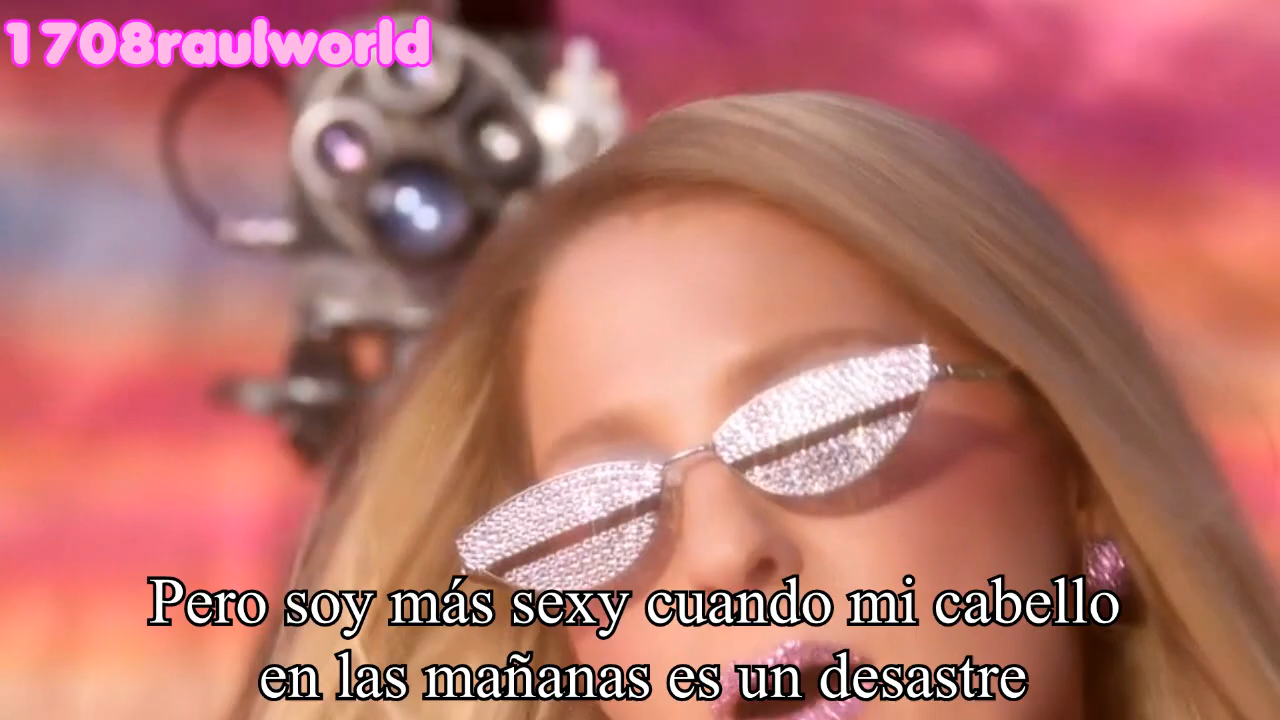 1708raulworld
Pero soy más sexy cuando mi cabello
en las mañanas es un desastre